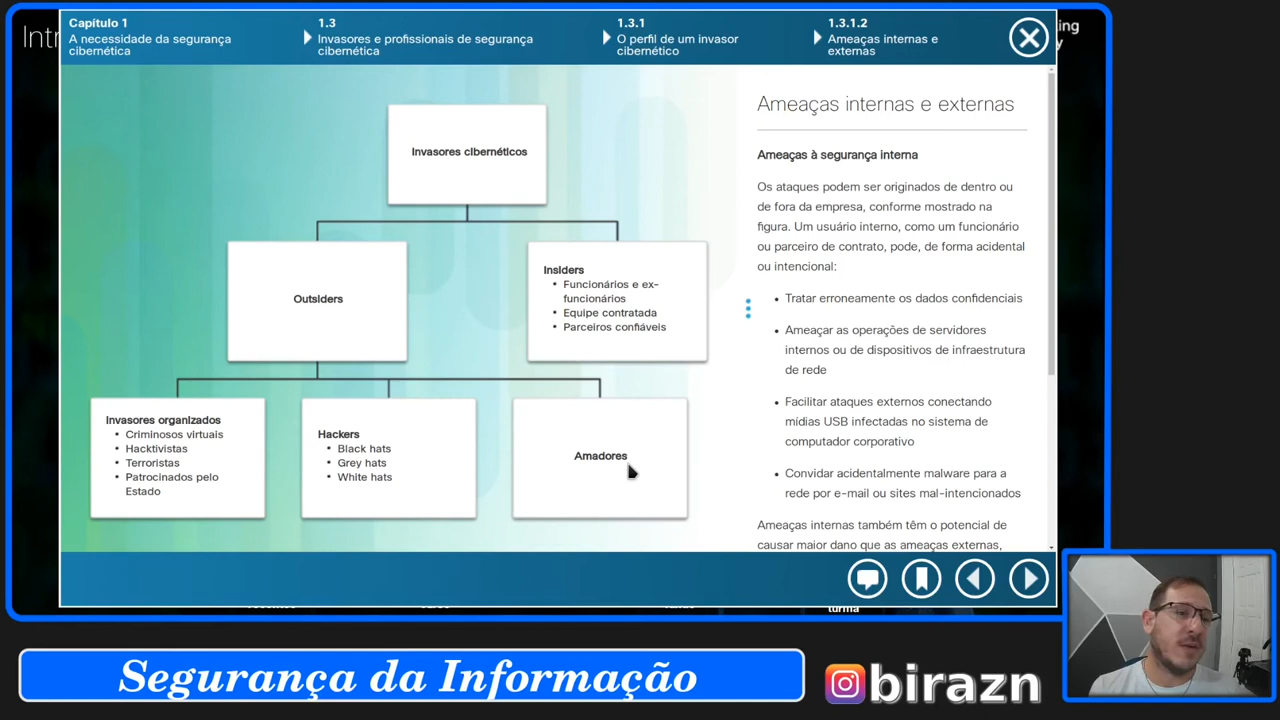 Intr
Capítulo 1
A necessidade da segurança
cibernética
1.3
Invasores e profissionais de segurança
cibernética
1.3.1
O perfil de um invasor
cibernético
1.3.1.2
Ameaças internas e
externas
king
y
Invasores cibernéticos
Outsiders
Insiders
• Funcionários e ex-
funcionários
• Equipe contratada
• Parceiros confiáveis
Invasores organizados
• Criminosos virtuais
• Hacktivistas
• Terroristas
• Patrocinados pelo
Estado
Hackers
• Black hats
• Grey hats
• White hats
Amadores
Ameaças internas e externas
Ameaças à segurança interna
Os ataques podem ser originados de dentro ou
de fora da empresa, conforme mostrado na
figura. Um usuário interno, como um funcionário
ou parceiro de contrato, pode, de forma acidental
ou intencional:
• Tratar erroneamente os dados confidenciais
• Ameaçar as operações de servidores
internos ou de dispositivos de infraestrutura
de rede
• Facilitar ataques externos conectando
mídias USB infectadas no sistema de
computador corporativo
• Convidar acidentalmente malware para a
rede por e-mail ou sites mal-intencionados
Ameaças internas também têm o potencial de
causar maior dano que as ameaças externas,
turma
Segurança da Informação
birazn